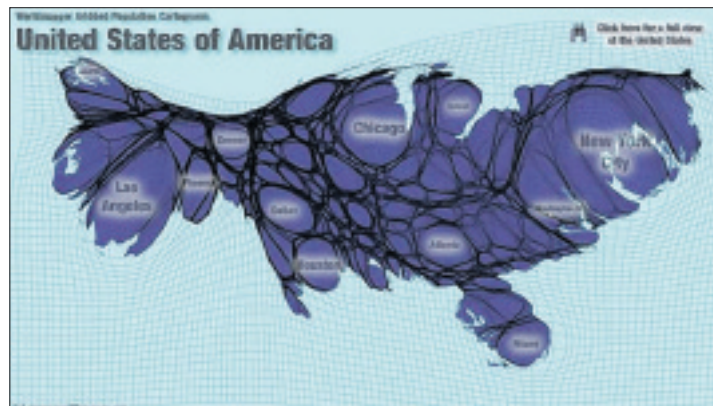 Worldmapper Gridded Population Cartograms
United States of America
Click here for a full view
of the United States
Chicago
Detroit
Denver
New York
City
Los
Angeles
Phoenix
Dallas
Houston
Atlanta
Miami